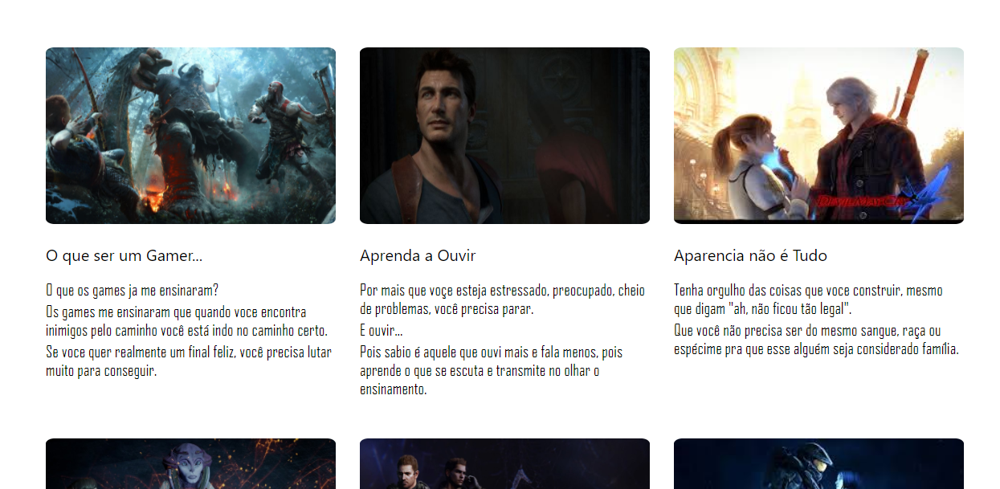 DevilMayCry
O que ser um Gamer...
O que os games ja me ensinaram?
Os games me ensinaram que quando voce encontra
inimigos pelo caminho você está indo no caminho certo.
Se voce quer realmente um final feliz, você precisa lutar
muito para conseguir.
Aprenda a Ouvir
Por mais que voçe esteja estressado, preocupado, cheio
de problemas, você precisa parar.
E ouvir...
Pois sabio é aquele que ouvi mais e fala menos, pois
aprende o que se escuta e transmite no olhar o
ensinamento.
Aparencia não é Tudo
Tenha orgulho das coisas que voce construir, mesmo
que digam "ah, não ficou tão legal".
Que você não precisa ser do mesmo sangue, raça ou
espécime pra que esse alguém seja considerado família.